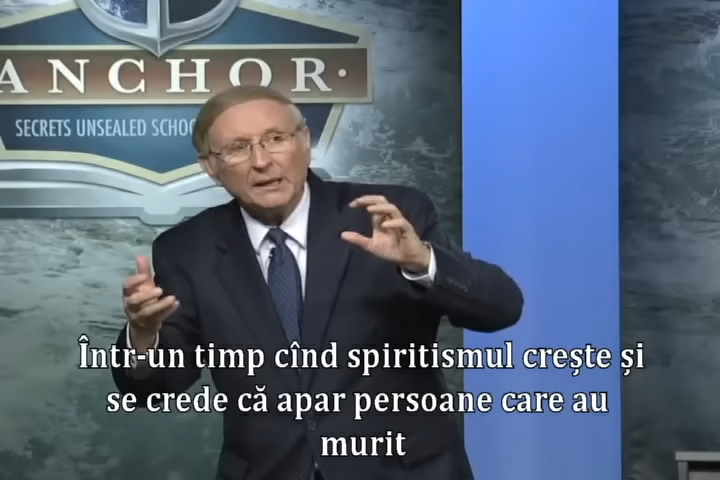 ANCHOR·
SECRETS UNSEALED SCHOO
Într-un timp cînd spiritismul crește și
se crede că apar persoane care au
murit